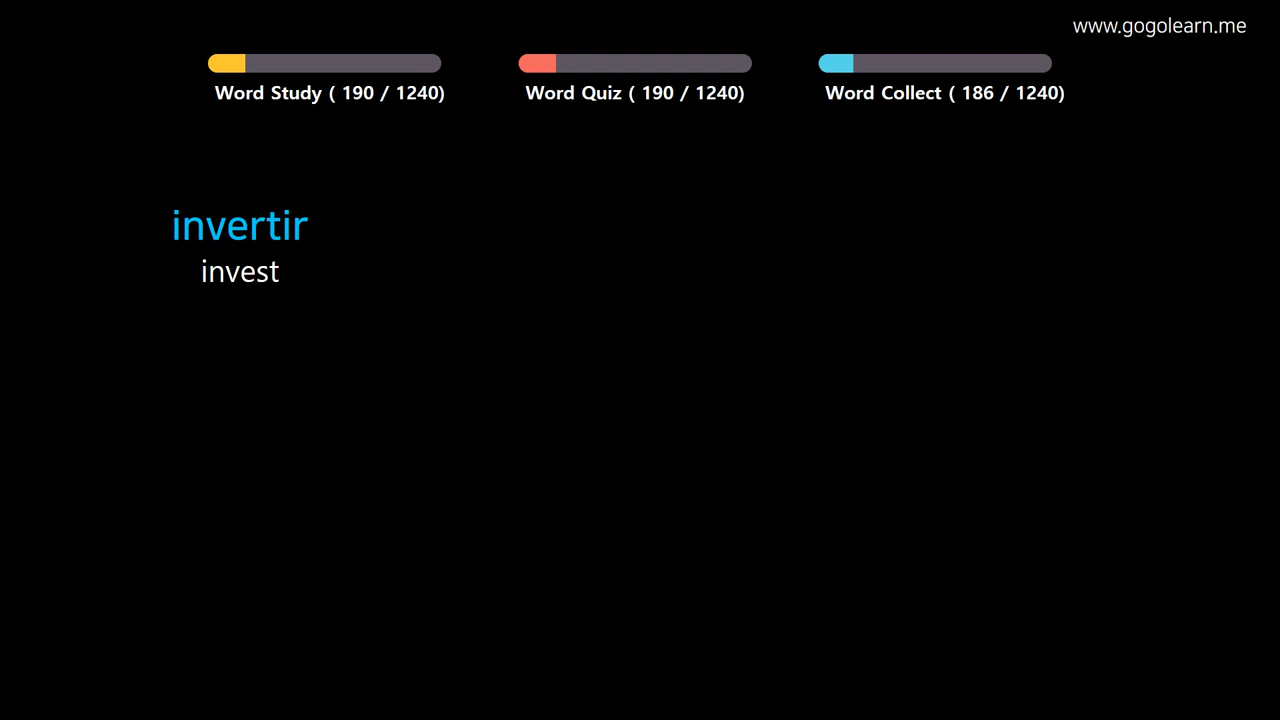 www.gogolearn.me
Word Study ( 190 / 1240)
Word Quiz ( 190 / 1240)
Word Collect ( 186 / 1240)
invertir
invest